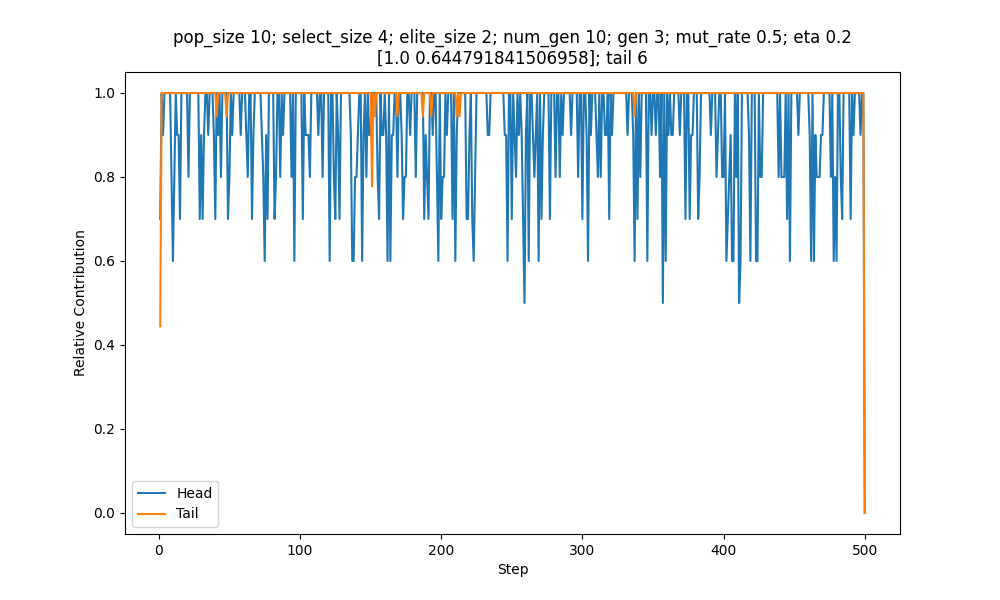 pop_size 10; select_size 4; elite_size 2; num_gen 10; gen 3; mut_rate 0.5; eta 0.2
[1.0 0.644791841506958]; tail 6
1.0
0.8
0.6
0.4
0.2
0.0
Relative Contribution
Head
Tail
0
100
200
300
400
500
Step